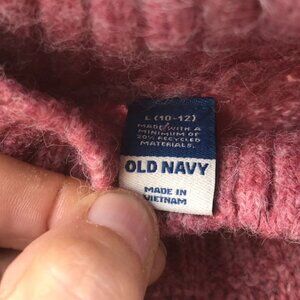 L (10-12)
MADE WITH A
MINIMUM OF
20% RECYCLED
MATERIALS.
OLD NAVY
MADE IN
VIETNAM